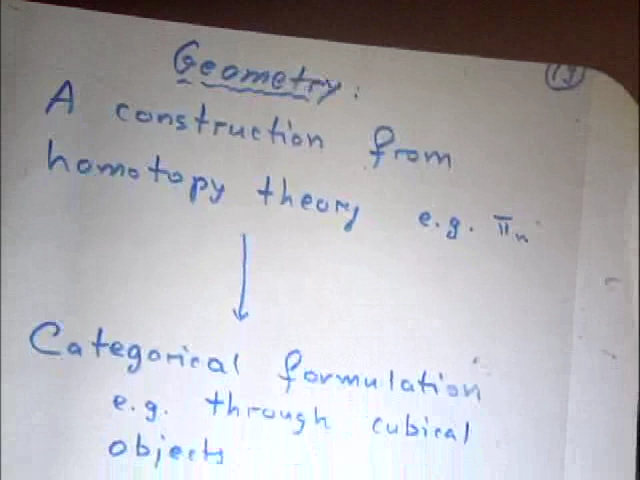 Geometry:
A construction from
homotopy theory e.g. πn
↓
Categorical formulation
e.g. through cubical
objects